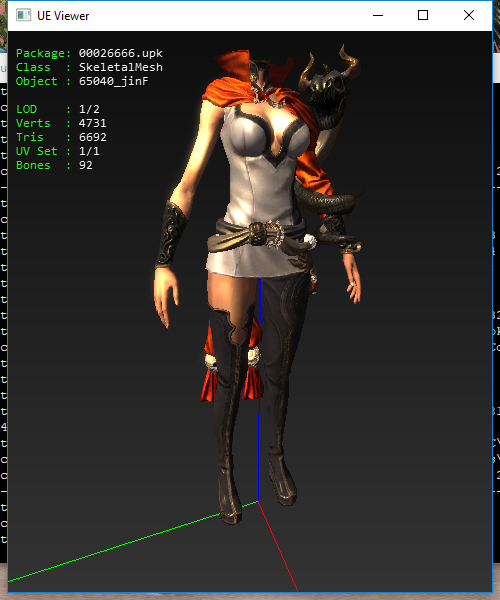 UE Viewer
Package: 00026666.upk
Class  : SkeletalMesh
Object : 65040_jinF
LOD    : 1/2
Verts  : 4731
Tris   : 6692
UV Set : 1/1
Bones  : 92